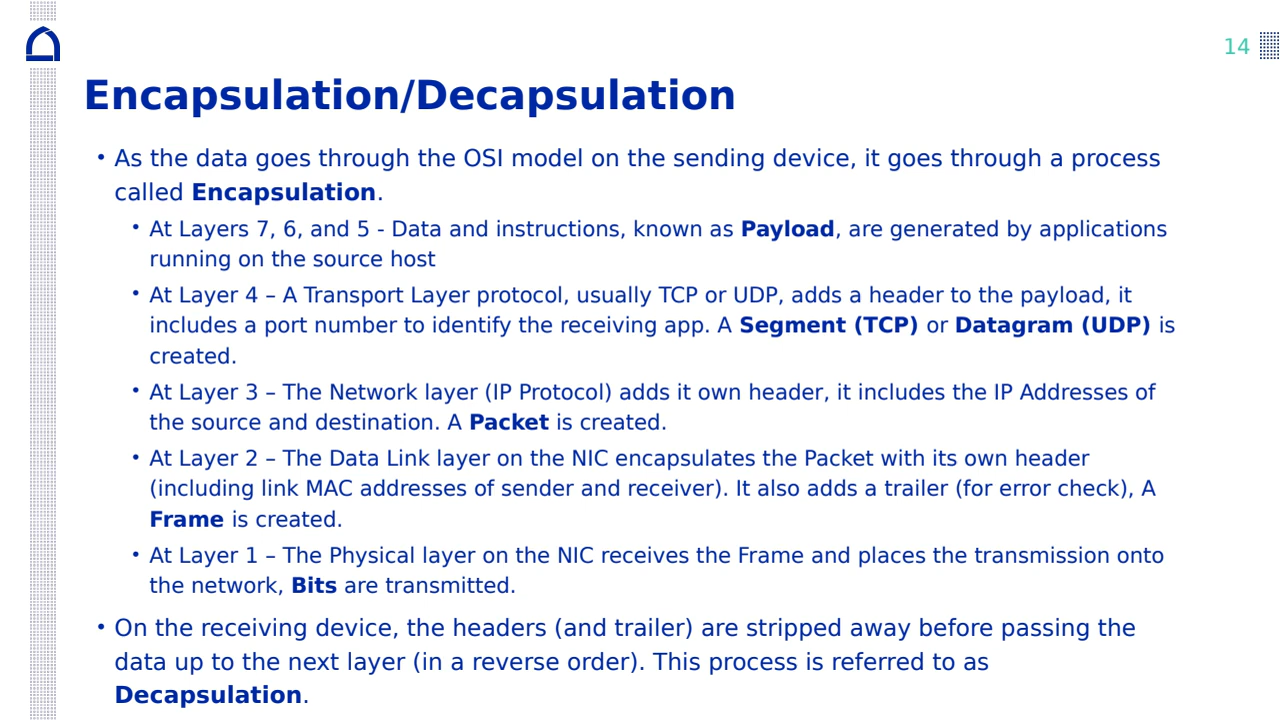 14
Encapsulation/Decapsulation
• As the data goes through the OSI model on the sending device, it goes through a process
called Encapsulation.
• At Layers 7, 6, and 5 - Data and instructions, known as Payload, are generated by applications
running on the source host
• At Layer 4 – A Transport Layer protocol, usually TCP or UDP, adds a header to the payload, it
includes a port number to identify the receiving app. A Segment (TCP) or Datagram (UDP) is
created.
• At Layer 3 – The Network layer (IP Protocol) adds it own header, it includes the IP Addresses of
the source and destination. A Packet is created.
• At Layer 2 – The Data Link layer on the NIC encapsulates the Packet with its own header
(including link MAC addresses of sender and receiver). It also adds a trailer (for error check), A
Frame is created.
• At Layer 1 – The Physical layer on the NIC receives the Frame and places the transmission onto
the network, Bits are transmitted.
• On the receiving device, the headers (and trailer) are stripped away before passing the
data up to the next layer (in a reverse order). This process is referred to as
Decapsulation.